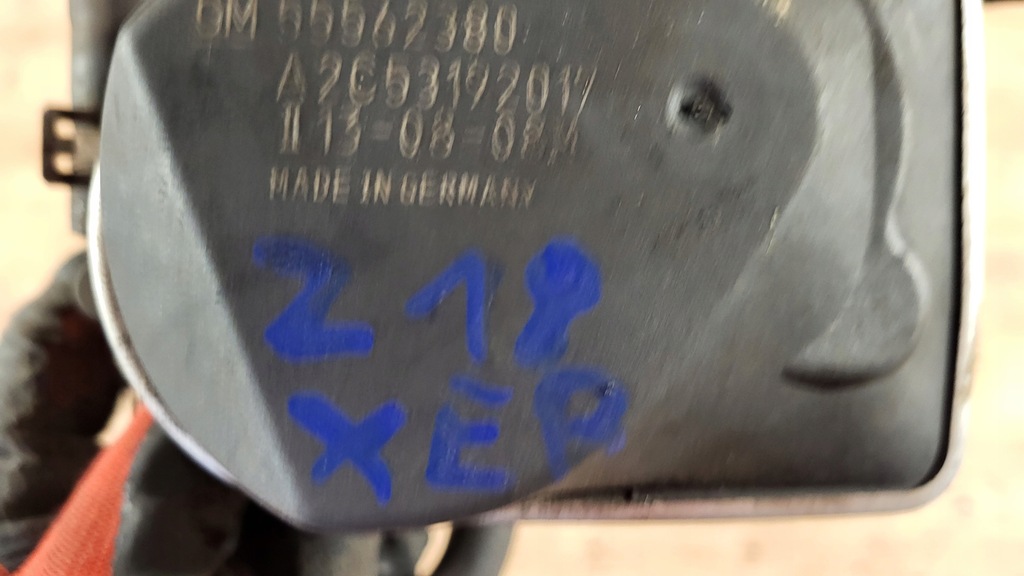 GM 55562380
A2C53192017
II 13-08-08
MADE IN GERMANY
Z18
XER